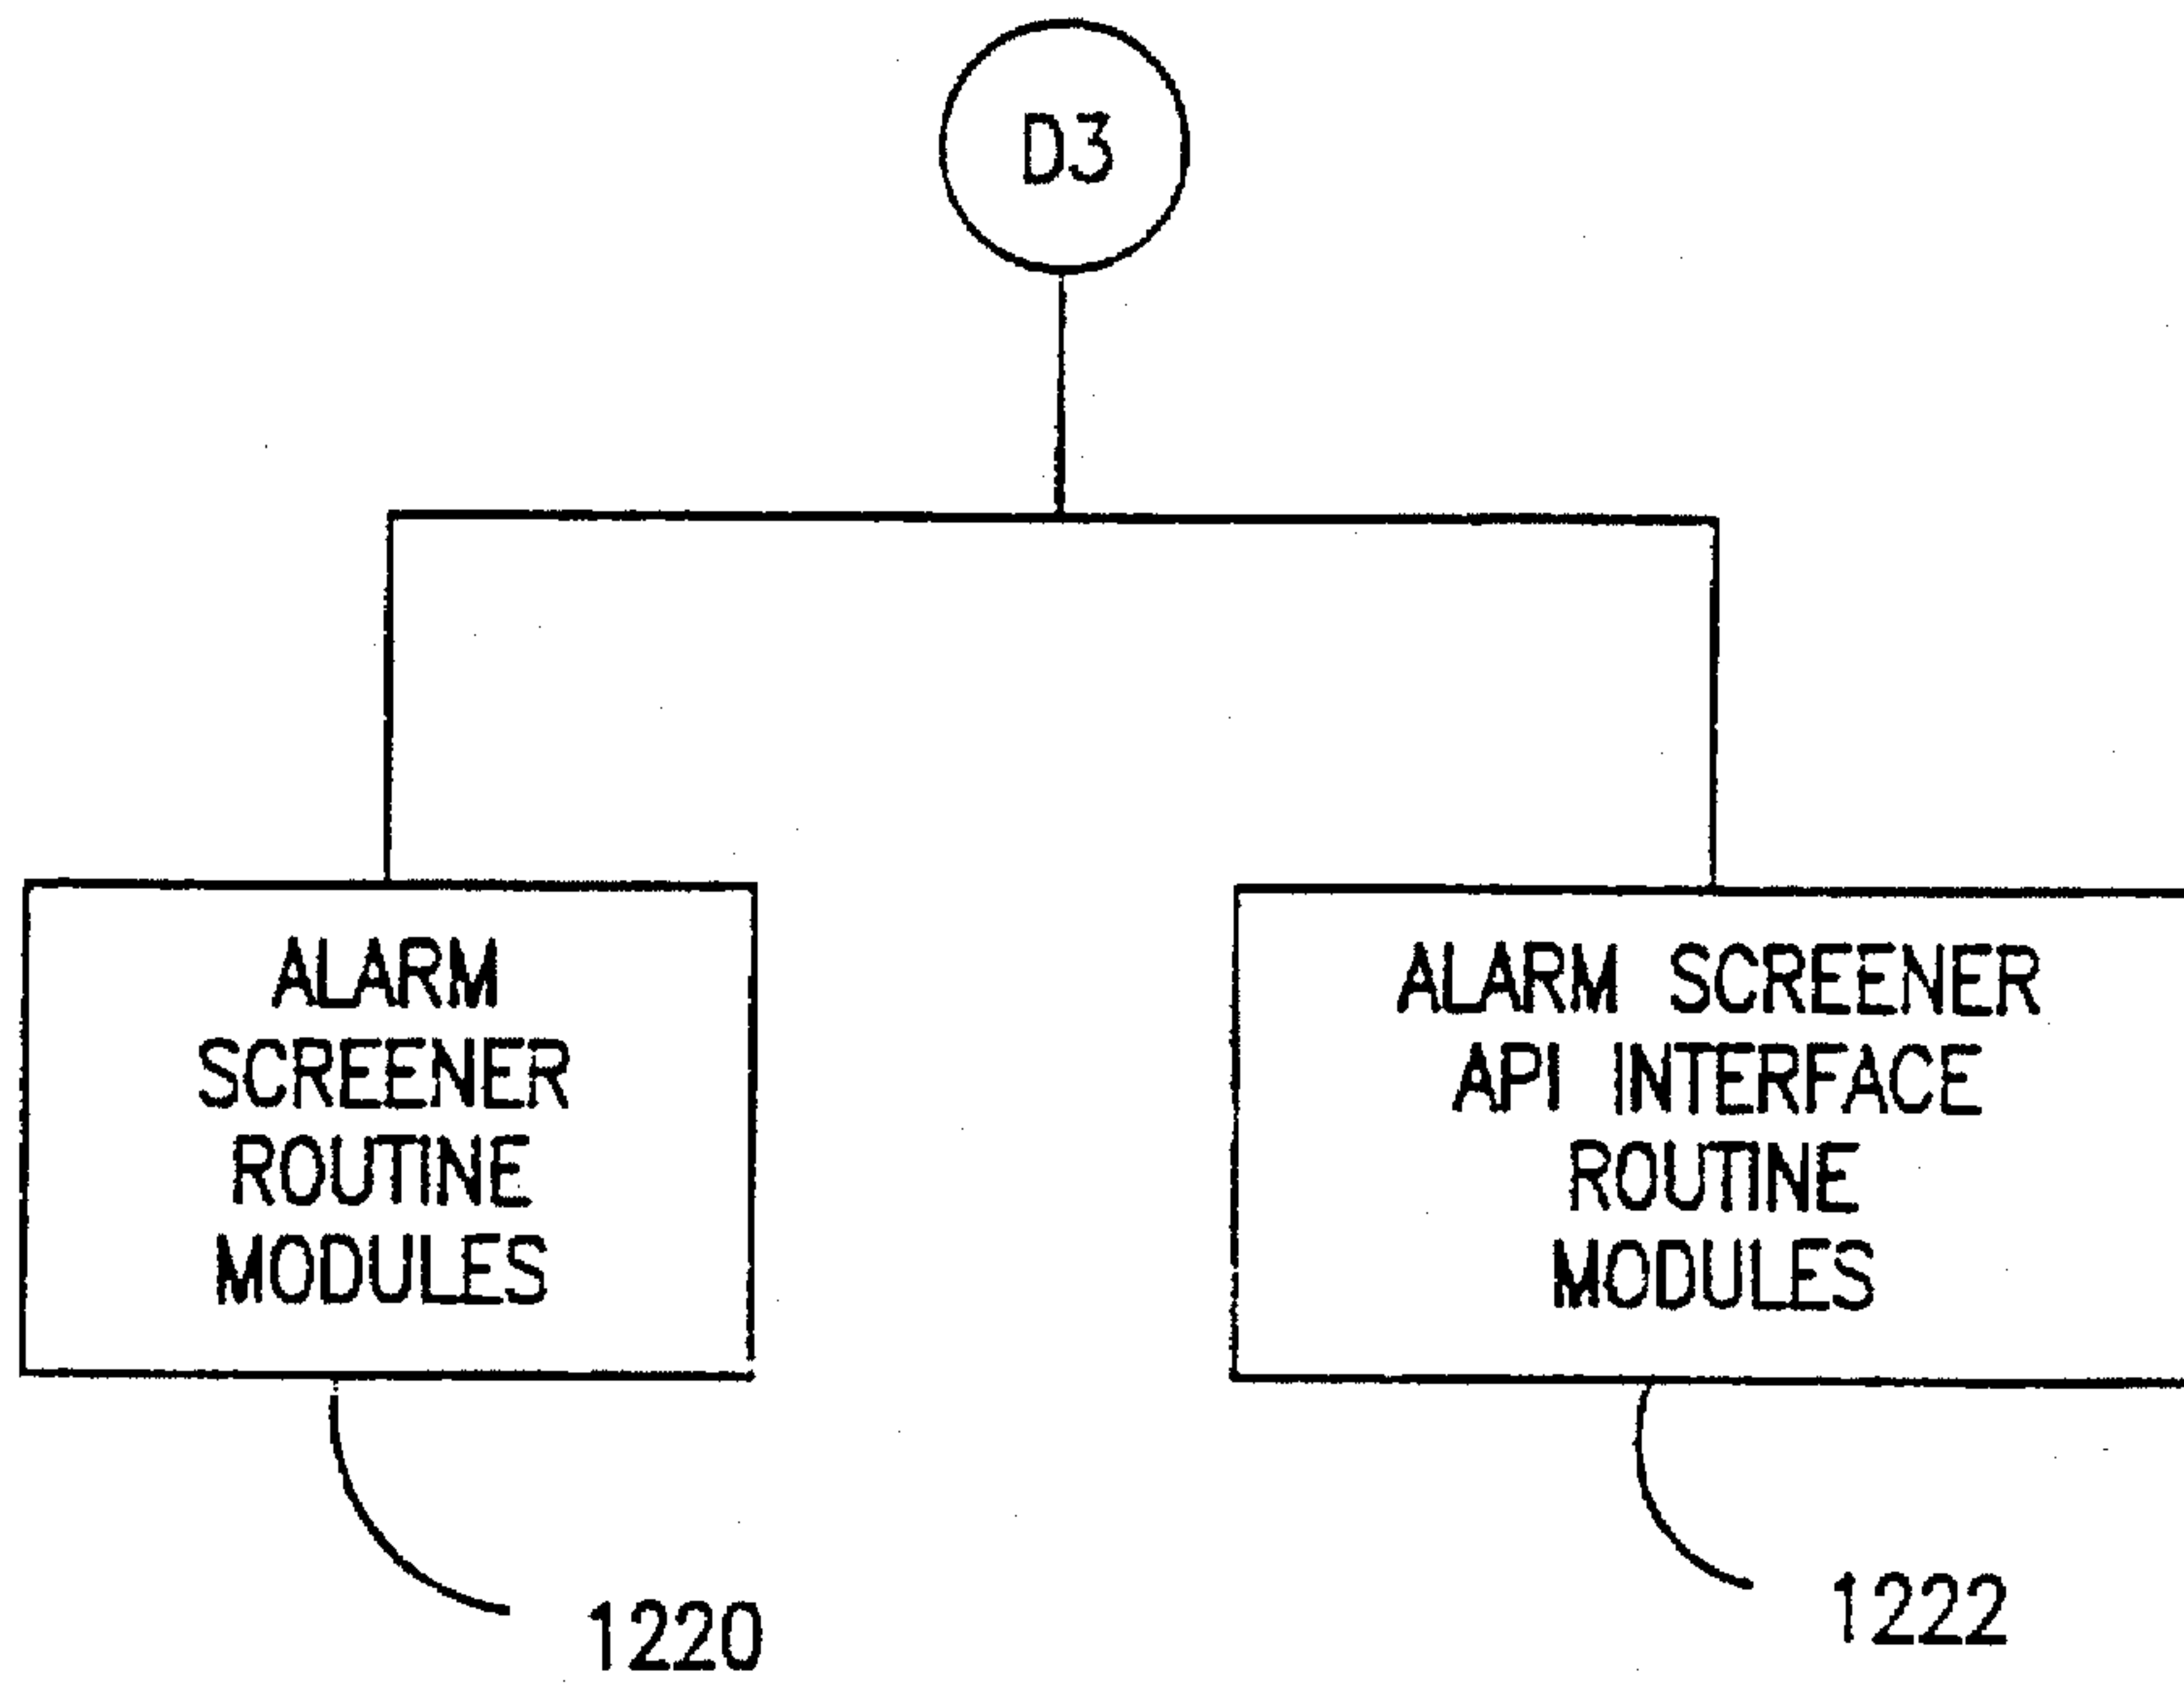 D3
ALARM
SCREENER
ROUTINE
MODULES
ALARM SCREENER
API INTERFACE
ROUTINE
MODULES
1220
1222